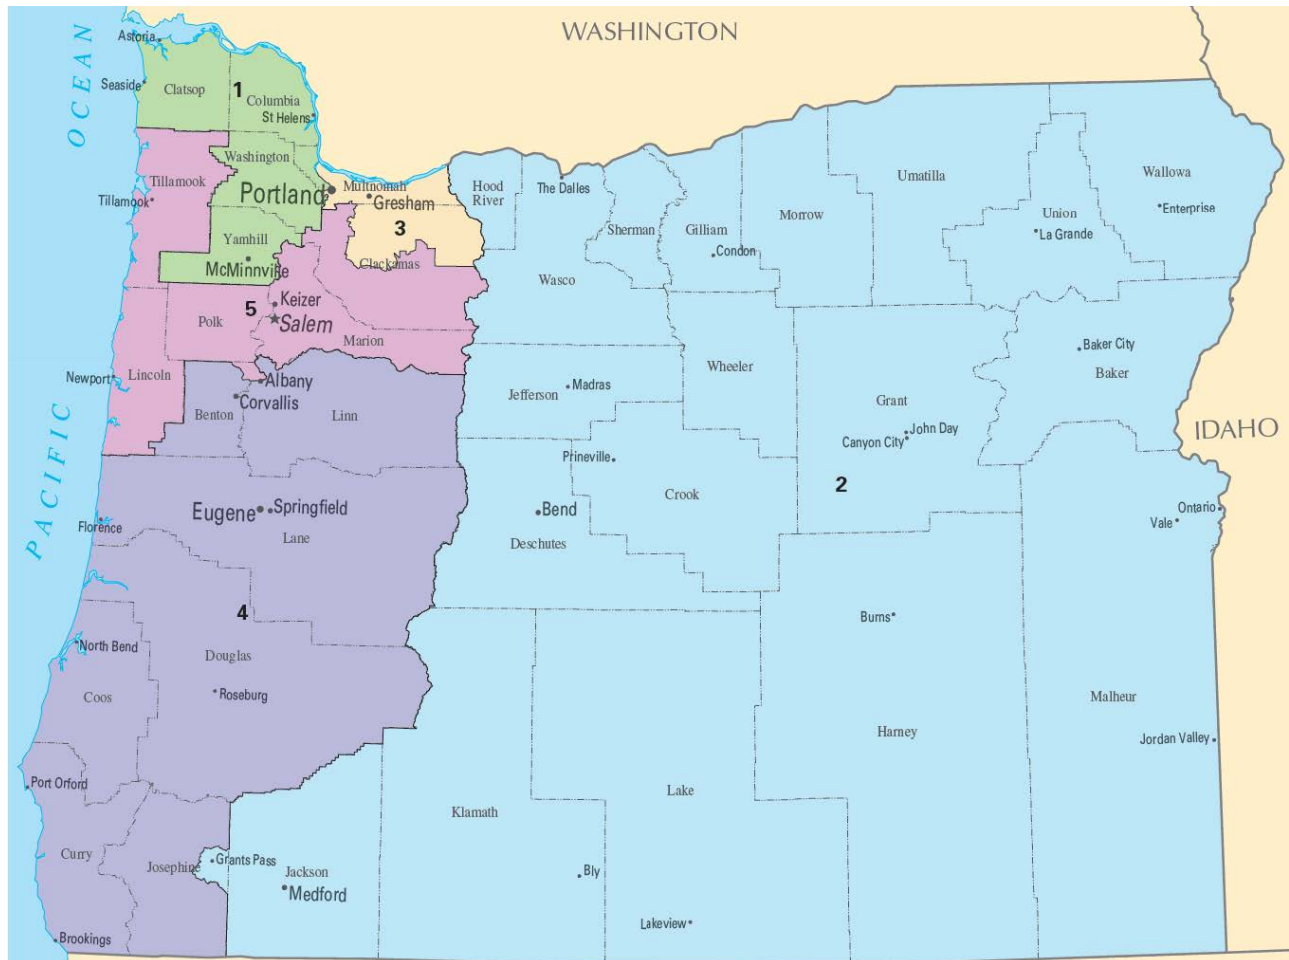 WASHINGTON
Astoria
OCEAN
Seaside
Clatsop
1
Columbia
St Helens
Washington
Tillamook
Portland
Multnomah
Gresham
Hood
River
The Dalles
Umatilla
Wallowa
Tillamook
Enterprise
Morrow
Union
Sherman
Gilliam
La Grande
3
Yamhill
Condon
Clackamas
McMinnville
Wasco
Keizer
5
Polk
Salem
Marion
Baker City
Wheeler
Baker
Newport
Lincoln
Albany
Jefferson
Madras
Corvallis
Benton
Linn
Grant
John Day
Canyon City
IDAHO
PACIFIC
Prineville
2
Crook
Eugene
Springfield
Bend
Ontario
Vale
Florence
Lane
Deschutes
4
Burns
North Bend
Douglas
Roseburg
Coos
Malheur
Harney
Jordan Valley
Port Orford
Lake
Klamath
Curry
Josephine
Grants Pass
Jackson
Bly
Medford
Lakeview
Brookings